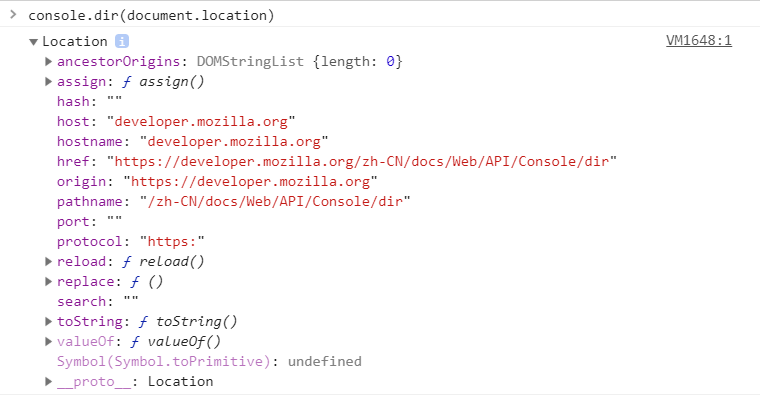 console.dir(document.location)
Location i VM1648:1
ancestorOrigins: DOMStringList {length: 0}
assign: ƒ assign()
hash: ""
host: "developer.mozilla.org"
hostname: "developer.mozilla.org"
href: "https://developer.mozilla.org/zh-CN/docs/Web/API/Console/dir"
origin: "https://developer.mozilla.org"
pathname: "/zh-CN/docs/Web/API/Console/dir"
port: ""
protocol: "https:"
reload: ƒ reload()
replace: ƒ ()
search: ""
toString: ƒ toString()
valueOf: ƒ valueOf()
Symbol(Symbol.toPrimitive): undefined
__proto__: Location